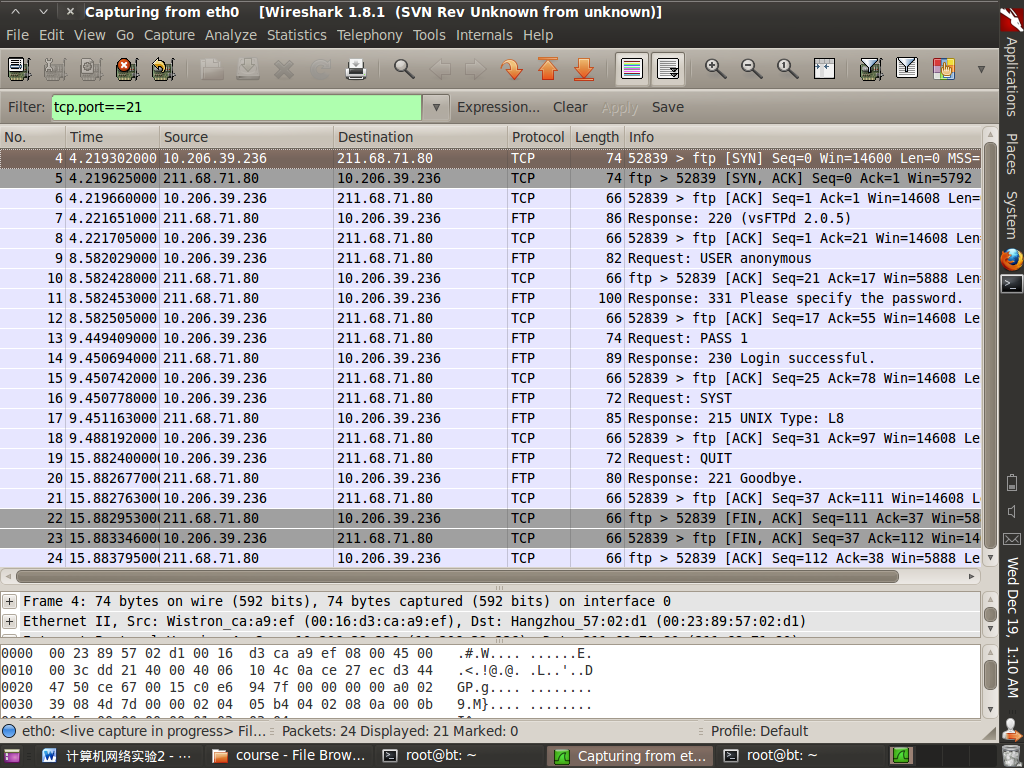 Capturing from eth0 [Wireshark 1.8.1 (SVN Rev Unknown from unknown)]
File Edit View Go Capture Analyze Statistics Telephony Tools Internals Help
Filter: tcp.port==21 Expression... Clear Apply Save
No. Time Source Destination Protocol Length Info
4 4.219302000 10.206.39.236 211.68.71.80 TCP 74 52839 > ftp [SYN] Seq=0 Win=14600 Len=0 MSS=
5 4.219625000 211.68.71.80 10.206.39.236 TCP 74 ftp > 52839 [SYN, ACK] Seq=0 Ack=1 Win=5792
6 4.219660000 10.206.39.236 211.68.71.80 TCP 66 52839 > ftp [ACK] Seq=1 Ack=1 Win=14608 Len=
7 4.221651000 211.68.71.80 10.206.39.236 FTP 86 Response: 220 (vsFTPd 2.0.5)
8 4.221705000 10.206.39.236 211.68.71.80 TCP 66 52839 > ftp [ACK] Seq=1 Ack=21 Win=14608 Len
9 8.582029000 10.206.39.236 211.68.71.80 FTP 82 Request: USER anonymous
10 8.582428000 211.68.71.80 10.206.39.236 TCP 66 ftp > 52839 [ACK] Seq=21 Ack=17 Win=5888 Len
11 8.582453000 211.68.71.80 10.206.39.236 FTP 100 Response: 331 Please specify the password.
12 8.582505000 10.206.39.236 211.68.71.80 TCP 66 52839 > ftp [ACK] Seq=17 Ack=55 Win=14608 Le
13 9.449409000 10.206.39.236 211.68.71.80 FTP 74 Request: PASS 1
14 9.450694000 211.68.71.80 10.206.39.236 FTP 89 Response: 230 Login successful.
15 9.450742000 10.206.39.236 211.68.71.80 TCP 66 52839 > ftp [ACK] Seq=25 Ack=78 Win=14608 Le
16 9.450778000 10.206.39.236 211.68.71.80 FTP 72 Request: SYST
17 9.451163000 211.68.71.80 10.206.39.236 FTP 85 Response: 215 UNIX Type: L8
18 9.488192000 10.206.39.236 211.68.71.80 TCP 66 52839 > ftp [ACK] Seq=31 Ack=97 Win=14608 Le
19 15.882400000 10.206.39.236 211.68.71.80 FTP 72 Request: QUIT
20 15.882677000 211.68.71.80 10.206.39.236 FTP 80 Response: 221 Goodbye.
21 15.882763000 10.206.39.236 211.68.71.80 TCP 66 52839 > ftp [ACK] Seq=37 Ack=111 Win=14608 L
22 15.882953000 211.68.71.80 10.206.39.236 TCP 66 ftp > 52839 [FIN, ACK] Seq=111 Ack=37 Win=58
23 15.883346000 10.206.39.236 211.68.71.80 TCP 66 52839 > ftp [FIN, ACK] Seq=37 Ack=112 Win=14
24 15.883795000 211.68.71.80 10.206.39.236 TCP 66 ftp > 52839 [ACK] Seq=112 Ack=38 Win=5888 Le
Frame 4: 74 bytes on wire (592 bits), 74 bytes captured (592 bits) on interface 0
Ethernet II, Src: Wistron_ca:a9:ef (00:16:d3:ca:a9:ef), Dst: Hangzhou_57:02:d1 (00:23:89:57:02:d1)
0000 00 23 89 57 02 d1 00 16 d3 ca a9 ef 08 00 45 00 .#.W.... ......E.
0010 00 3c dd 21 40 00 40 06 10 4c 0a ce 27 ec d3 44 .<.!@.@. .L..'..D
0020 47 50 ce 67 00 15 c0 e6 94 7f 00 00 00 00 a0 02 GP.g.... ........
0030 39 08 4d 7d 00 00 02 04 05 b4 04 02 08 0a 00 0b 9.M}.... ........
eth0: <live capture in progress> Fil... Packets: 24 Displayed: 21 Marked: 0 Profile: Default
计算机网络实验2 - ··· course - File Brow... root@bt: ~ Capturing from et... root@bt: ~
Applications
Places
System
Wed Dec 19, 1:10 AM